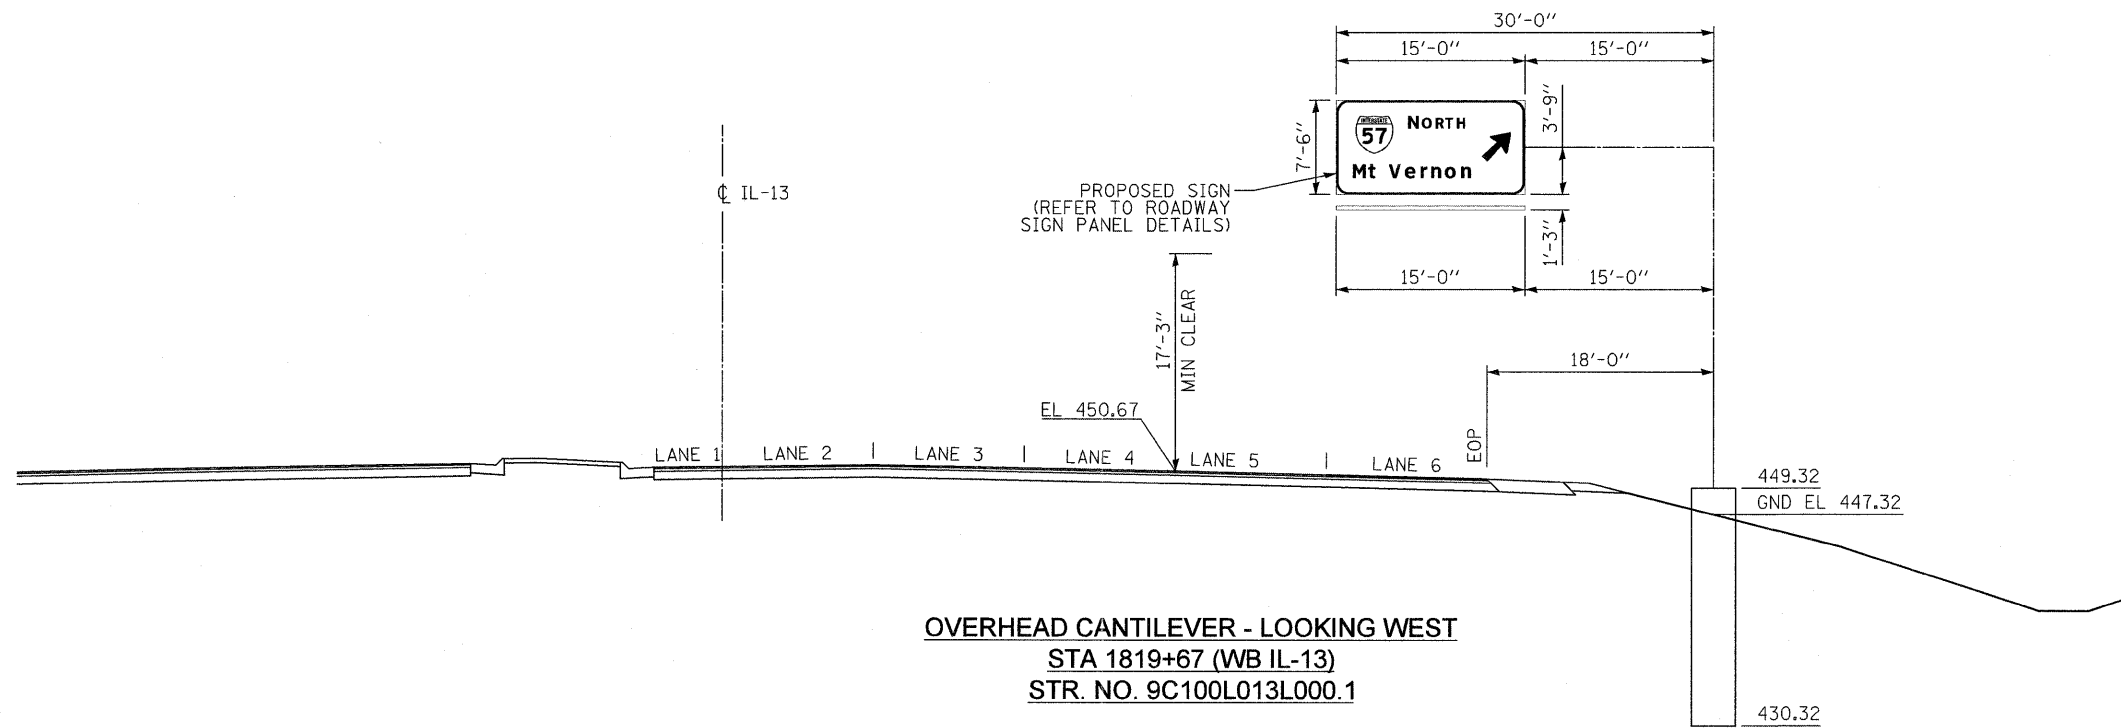 30'-0"
15'-0" 15'-0"
INTERSTATE
57 NORTH
Mt Vernon
7'-6"
3'-9"
1'-3"
℄ IL-13
PROPOSED SIGN
(REFER TO ROADWAY
SIGN PANEL DETAILS)
15'-0" 15'-0"
17'-3"
MIN CLEAR
18'-0"
EL 450.67
EOP
LANE 1 LANE 2 LANE 3 LANE 4 LANE 5 LANE 6
449.32
GND EL 447.32
430.32
OVERHEAD CANTILEVER - LOOKING WEST
STA 1819+67 (WB IL-13)
STR. NO. 9C100L013L000.1